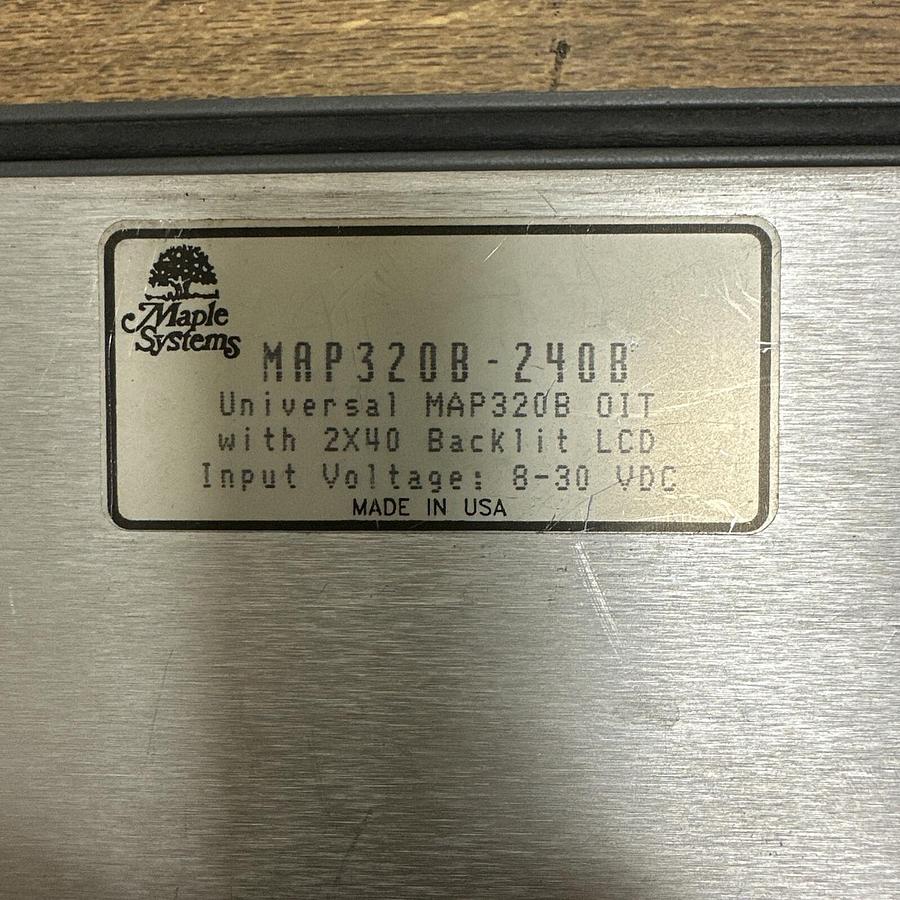 Maple
Systems
MAP320B-240B
Universal MAP320B OIT
with 2X40 Backlit LCD
Input Voltage: 8-30 VDC
MADE IN USA